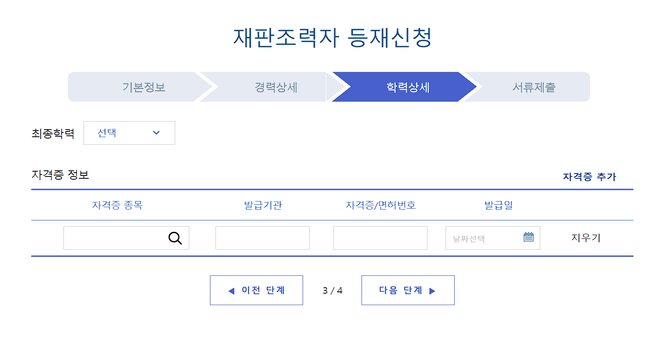 재판조력자 등재신청
기본정보 경력상세 학력상세 서류제출
최종학력 선택
자격증 정보 자격증 추가
자격증 종목 발급기관 자격증/면허번호 발급일
날짜선택 지우기
◀ 이전 단계 3 / 4 다음 단계 ▶